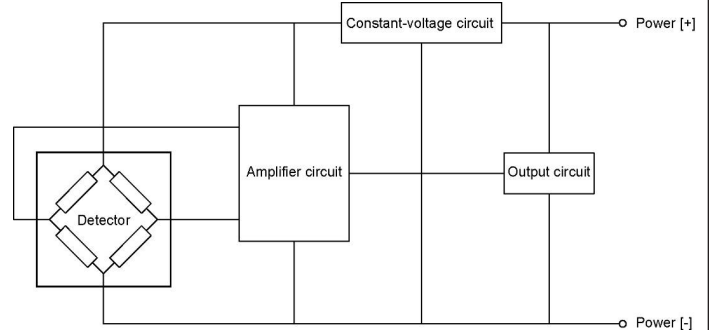 Constant-voltage circuit
Power [+]
Amplifier circuit
Output circuit
Detector
Power [-]